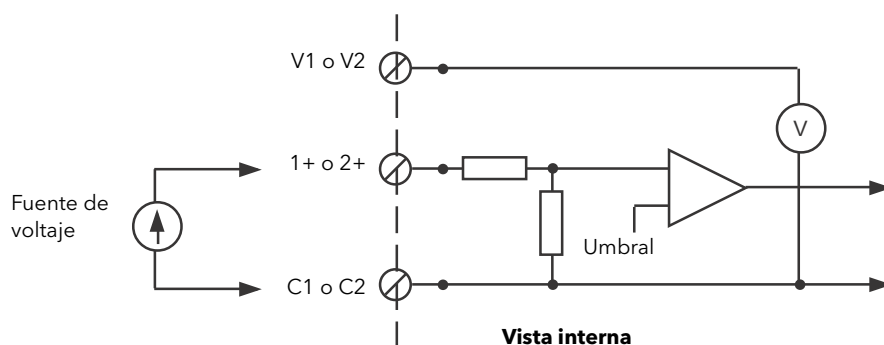 V1 o V2
V
1+ o 2+
Fuente de
voltaje
Umbral
C1 o C2
Vista interna